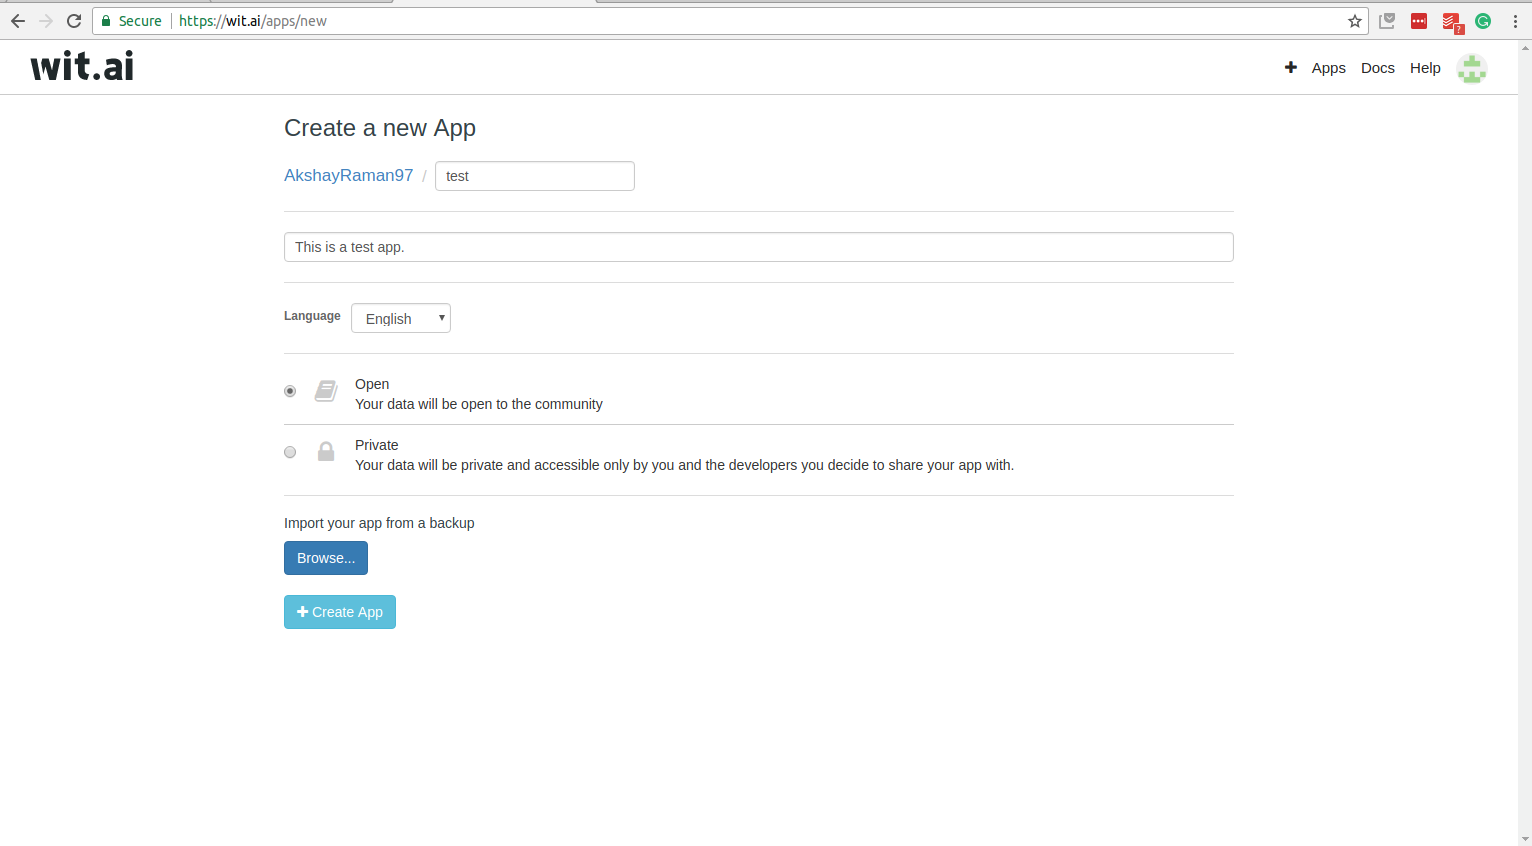 Secure https://wit.ai/apps/new
?
wit.ai
Apps Docs Help
Create a new App
AkshayRaman97 / test
This is a test app.
Language English
Open
Your data will be open to the community
Private
Your data will be private and accessible only by you and the developers you decide to share your app with.
Import your app from a backup
Browse...
Create App